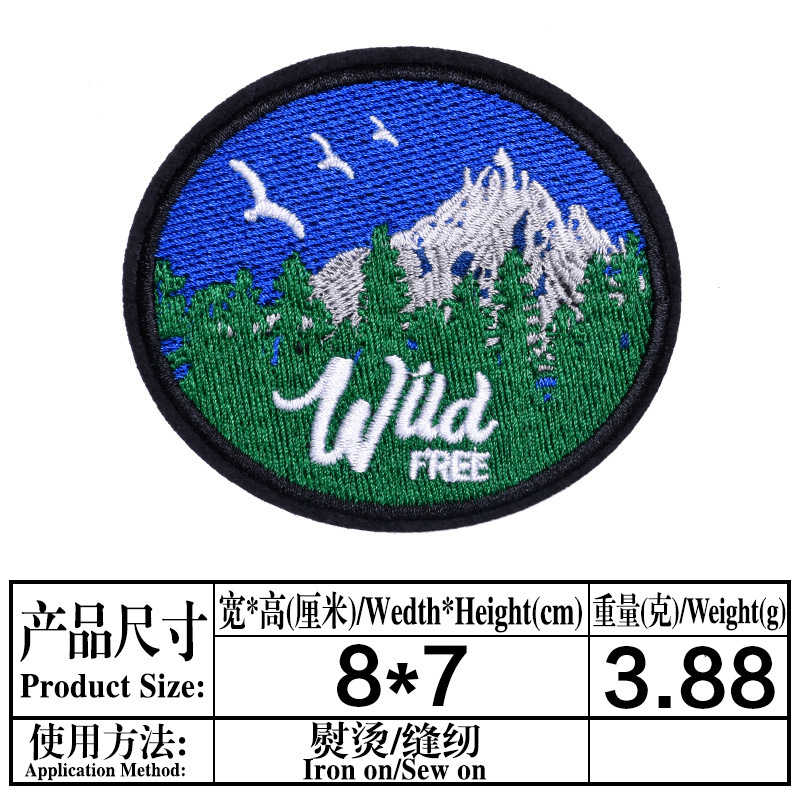 Wild
FREE
产品尺寸
Product Size:
宽*高(厘米)/Wedth*Height(cm)
8*7
重量(克)/Weight(g)
3.88
使用方法:
Application Method:
熨烫/缝纫
Iron on/Sew on